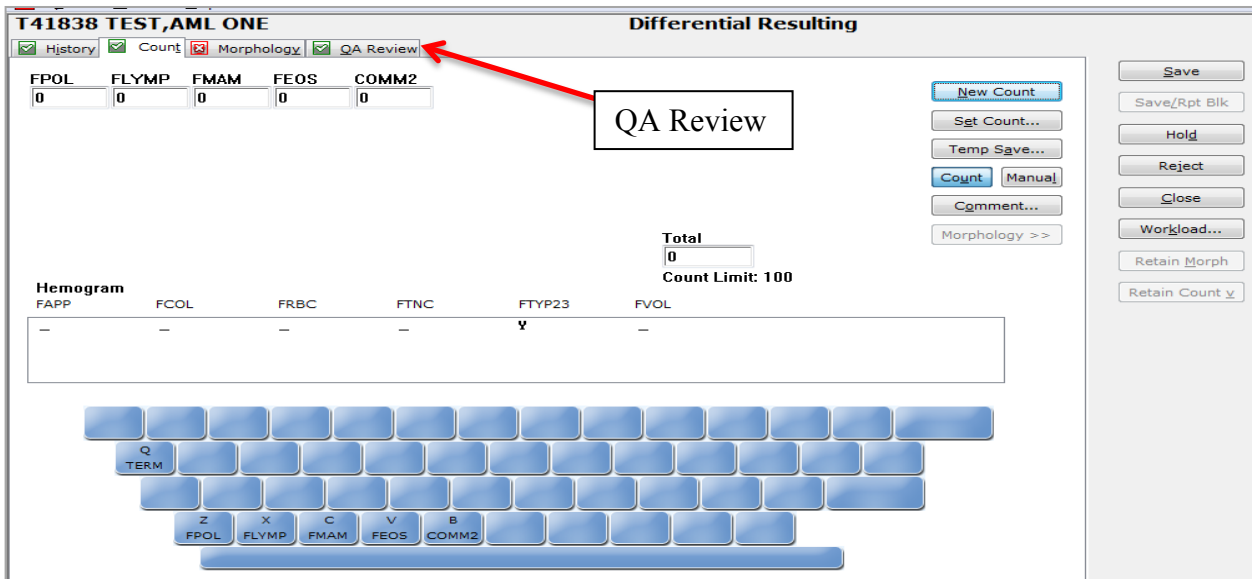 T41838 TEST,AML ONE Differential Resulting
History Count Morphology QA Review
FPOL FLYMP FMAM FEOS COMM2
0 0 0 0 0
QA Review
New Count
Set Count...
Temp Save...
Count Manual
Comment...
Morphology >>
Save
Save/Rpt Blk
Hold
Reject
Close
Workload...
Retain Morph
Retain Count v
Total
0
Count Limit: 100
Hemogram
FAPP FCOL FRBC FTNC FTYP23 FVOL
_ _ _ _ Y _
Q
TERM
Z X C V B
FPOL FLYMP FMAM FEOS COMM2